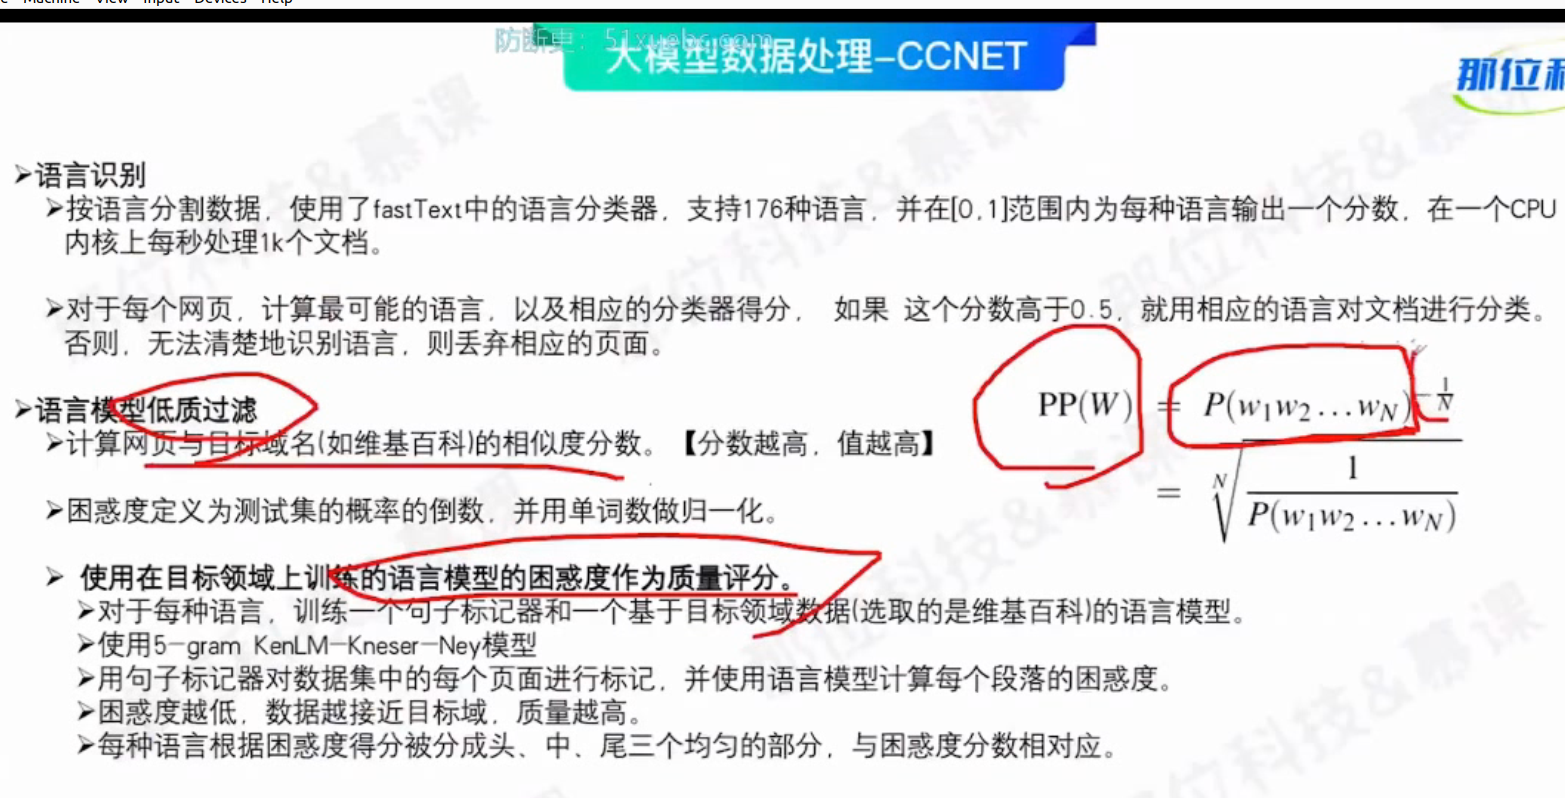 Machine View Input Devices Help
防断更：51xuebc.com
大模型数据处理-CCNET
那位科
➢语言识别
➢按语言分割数据，使用了fastText中的语言分类器，支持176种语言，并在[0,1]范围内为每种语言输出一个分数，在一个CPU
内核上每秒处理1k个文档。
➢对于每个网页，计算最可能的语言，以及相应的分类器得分， 如果 这个分数高于0.5，就用相应的语言对文档进行分类。
否则，无法清楚地识别语言，则丢弃相应的页面。
➢语言模型低质过滤
➢计算网页与目标域名(如维基百科)的相似度分数。【分数越高，值越高】
➢困惑度定义为测试集的概率的倒数，并用单词数做归一化。
PP(W) = P(w₁w₂...w_N)^{-1/N}
= \sqrt[N]{\frac{1}{P(w₁w₂...w_N)}}
➢ 使用在目标领域上训练的语言模型的困惑度作为质量评分。
➢对于每种语言，训练一个句子标记器和一个基于目标领域数据(选取的是维基百科)的语言模型。
➢使用5-gram KenLM-Kneser-Ney模型
➢用句子标记器对数据集中的每个页面进行标记，并使用语言模型计算每个段落的困惑度。
➢困惑度越低，数据越接近目标域，质量越高。
➢每种语言根据困惑度得分被分成头、中、尾三个均匀的部分，与困惑度分数相对应。
那位科技&慕课